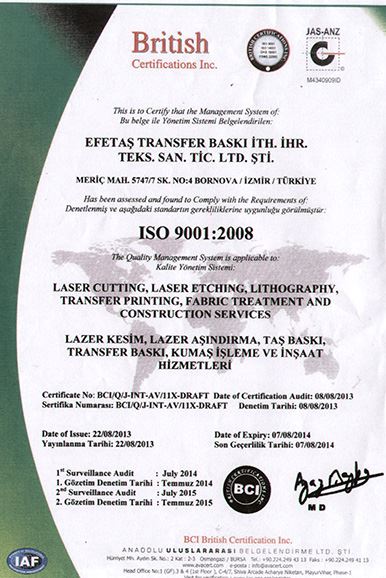 British
Certifications Inc.
JAS-ANZ
C
M4340909ID
This is to Certify that the Management System of:
Bu belge ile Yönetim Sistemi Belgelendirilen:
EFETAŞ TRANSFER BASKI İTH. İHR.
TEKS. SAN. TİC. LTD. ŞTİ.
MERİÇ MAH. 5747/7 SK. NO:4 BORNOVA / İZMİR / TÜRKİYE
Has been assessed and found to Comply with the Requirements of:
Denetlenmiş ve aşağıdaki standartın gerekliliklerine uygunluğu görülmüştür:
ISO 9001:2008
The Quality Management System is applicable to:
Kalite Yönetim Sistemi:
LASER CUTTING, LASER ETCHING, LITHOGRAPHY,
TRANSFER PRINTING, FABRIC TREATMENT AND
CONSTRUCTION SERVICES
LAZER KESİM, LAZER AŞINDIRMA, TAŞ BASKI,
TRANSFER BASKI, KUMAŞ İŞLEME VE İNŞAAT
HİZMETLERİ
Certificate No: BCI/Q/J-INT-AV/11X-DRAFT Date of Certification Audit: 08/08/2013
Sertifika Numarası: BCI/Q/J-INT-AV/11X-DRAFT Denetim Tarihi: 08/08/2013
Date of Issue: 22/08/2013 Date of Expiry: 07/08/2014
Yayınlanma Tarihi: 22/08/2013 Son Geçerlilik Tarihi: 07/08/2014
1st Surveillance Audit : July 2014
1. Gözetim Denetim Tarihi : Temmuz 2014
2nd Surveillance Audit : July 2015
2. Gözetim Denetim Tarihi : Temmuz 2015
BCI
M D
BCI British Certification Inc.
ANADOLU ULUSLARARASI BELGELENDİRME LTD. ŞTİ
IAF